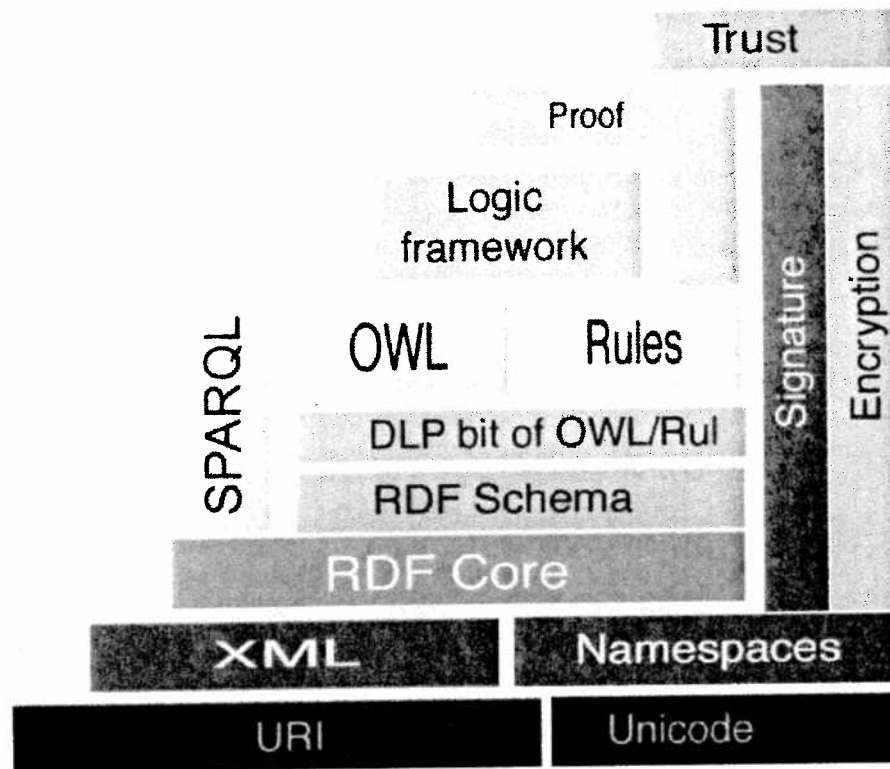 Trust
Proof
Logic
framework
SPARQL
OWL
Rules
Signature
Encryption
DLP bit of OWL/Rul
RDF Schema
RDF Core
XML
Namespaces
URI
Unicode